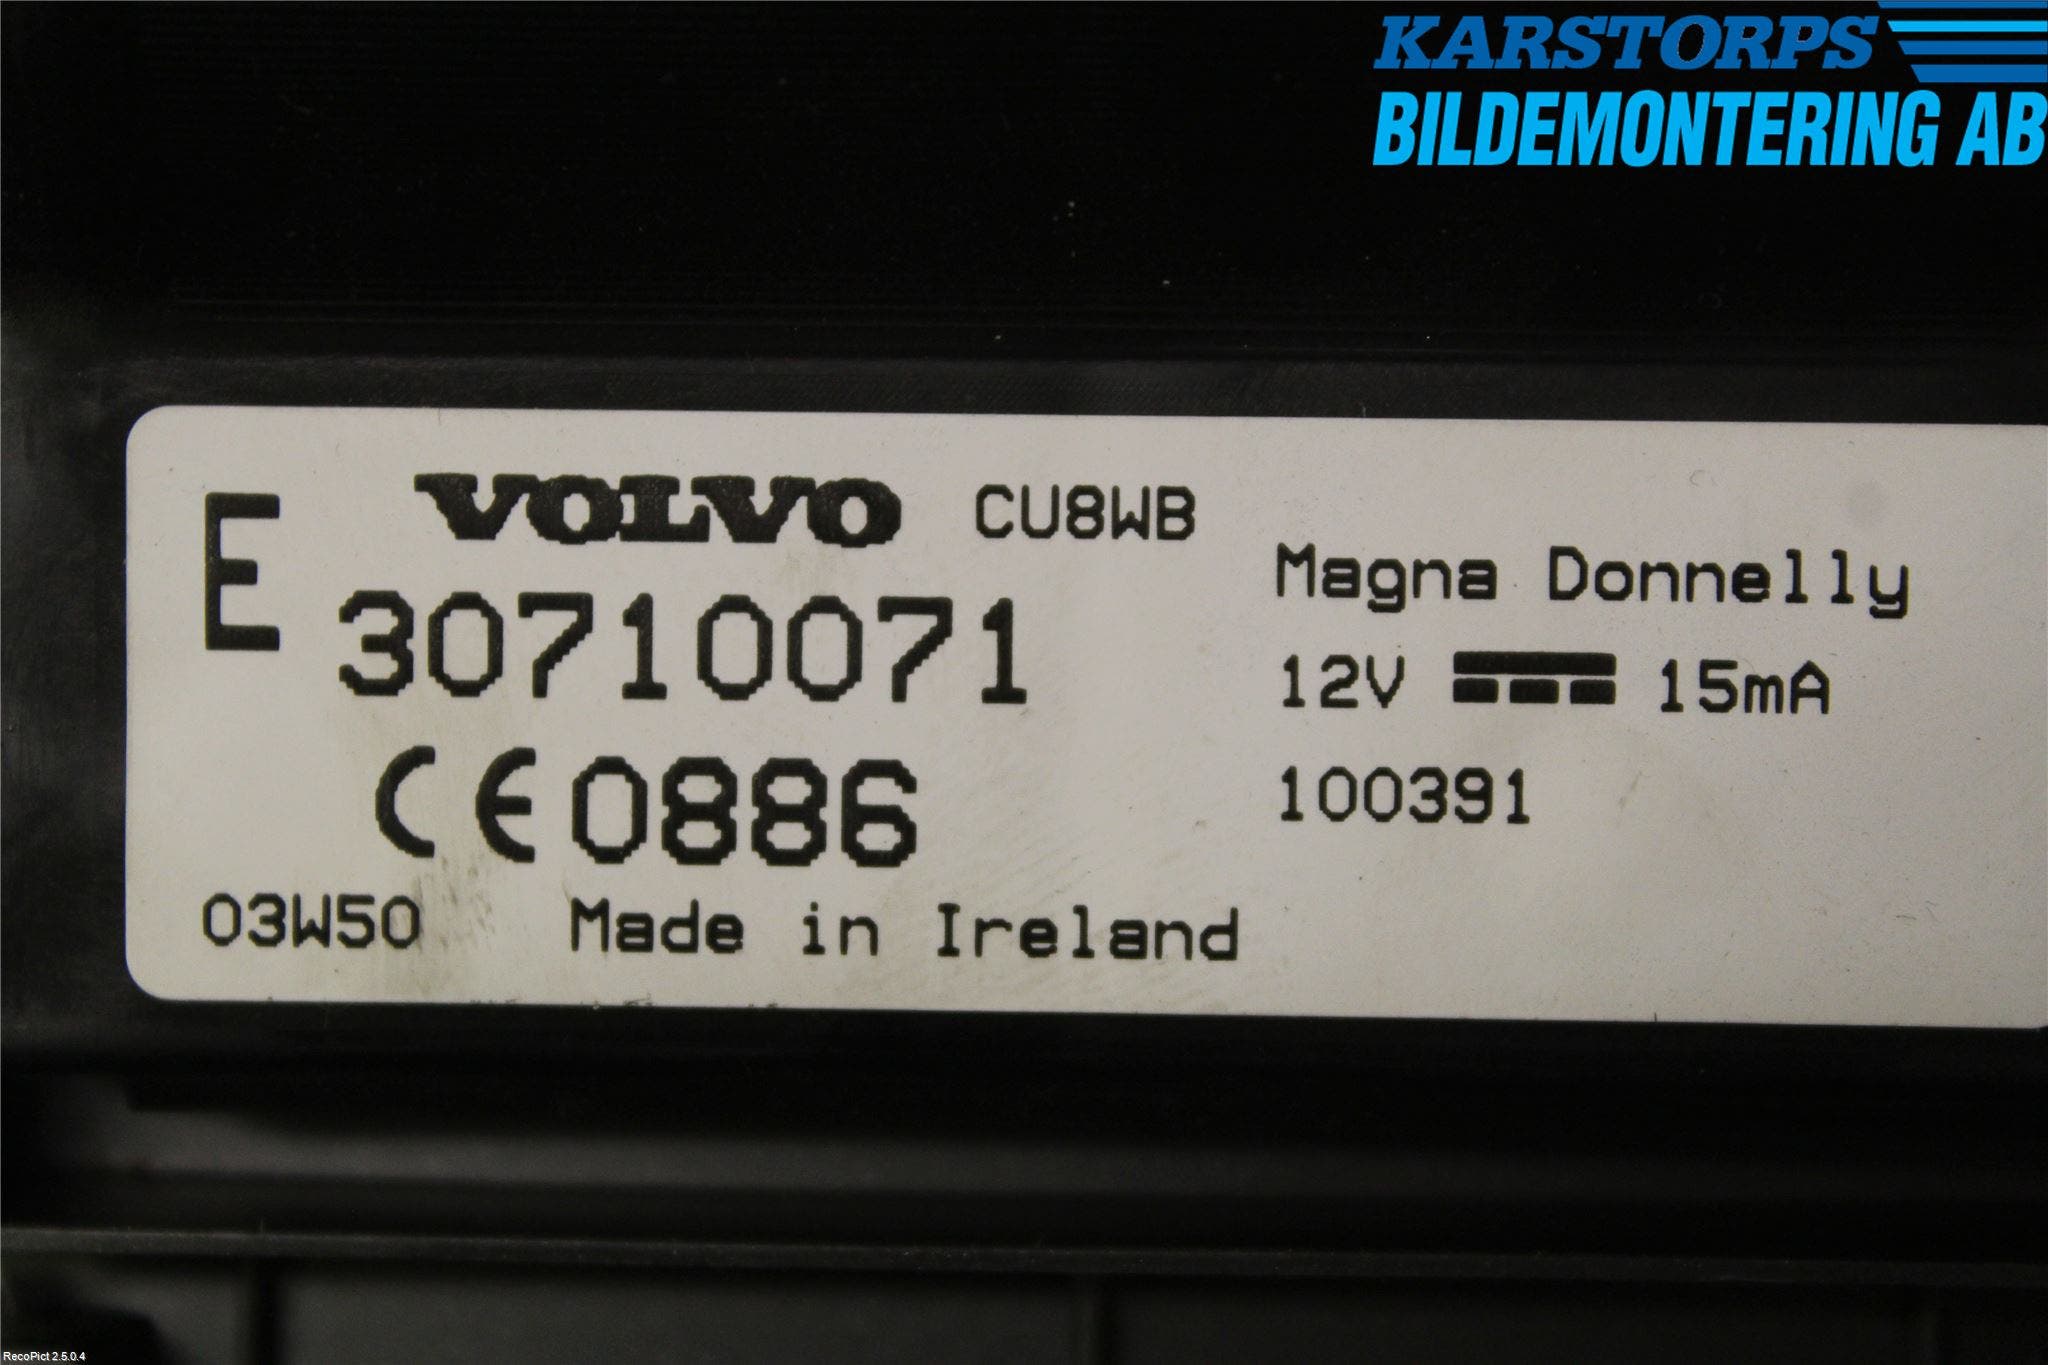 KARSTORPS
BILDEMONTERING AB
E
VOLVO CU8WB
30710071
CE 0886
03W50 Made in Ireland
Magna Donnelly
12V 15mA
100391
RecoPict 2.5.0.4